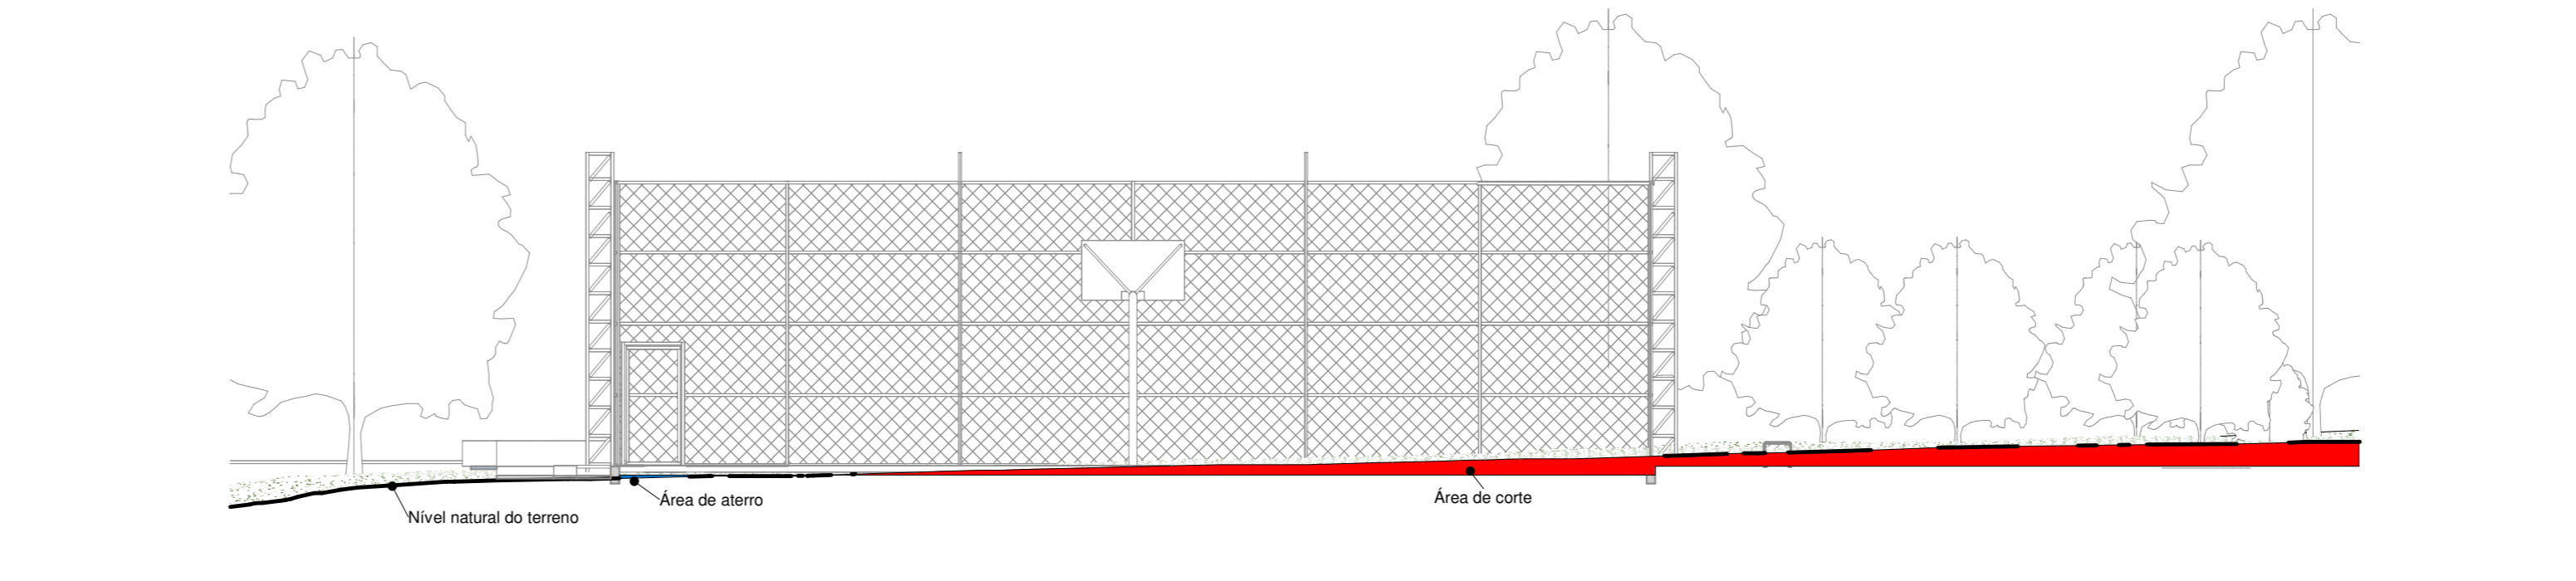 Área de aterro
Área de corte
Nível natural do terreno